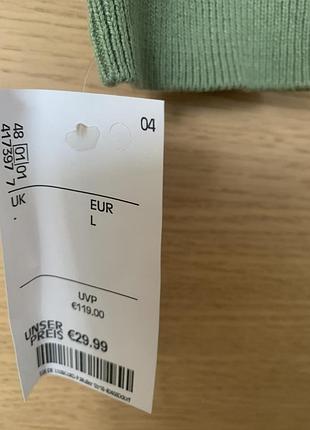 04
48 01 01
417397 7
UK
EUR
L
UVP
€119.00
UNSER
PREIS €29.99